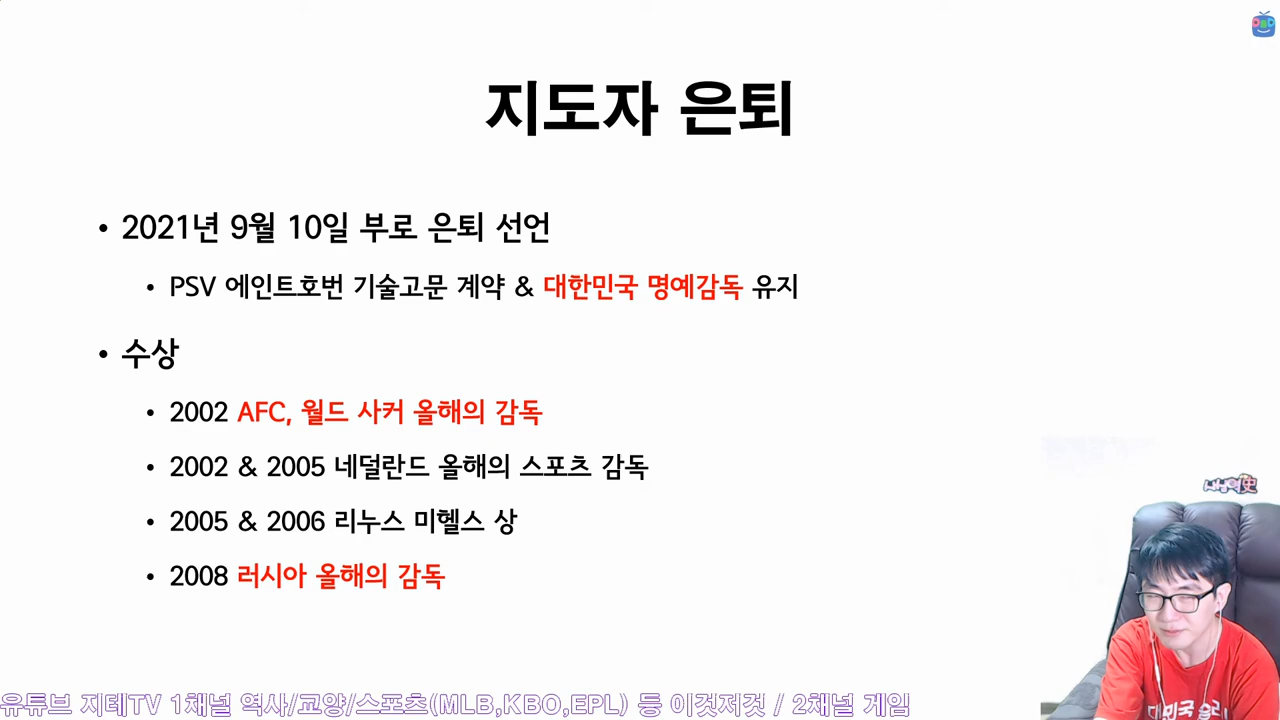 지도자 은퇴
• 2021년 9월 10일 부로 은퇴 선언
• PSV 에인트호번 기술고문 계약 & 대한민국 명예감독 유지
• 수상
• 2002 AFC, 월드 사커 올해의 감독
• 2002 & 2005 네덜란드 올해의 스포츠 감독
• 2005 & 2006 리누스 미헬스 상
• 2008 러시아 올해의 감독
유튜브 지테TV 1채널 역사/교양/스포츠(MLB,KBO,EPL) 등 이것저것 / 2채널 게임